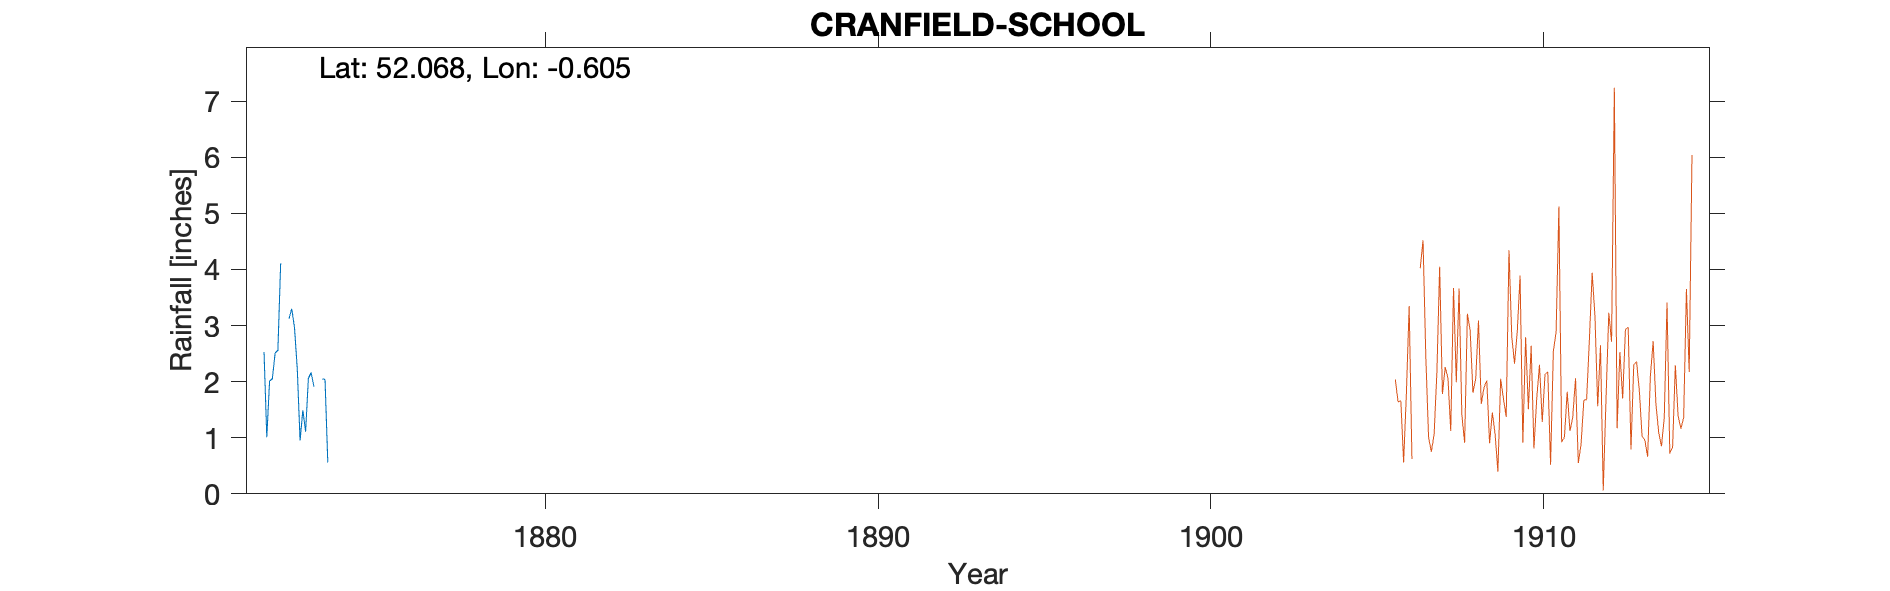 CRANFIELD-SCHOOL
Lat: 52.068, Lon: -0.605
7
6
5
4
3
2
1
0
Rainfall [inches]
1880 1890 1900 1910
Year